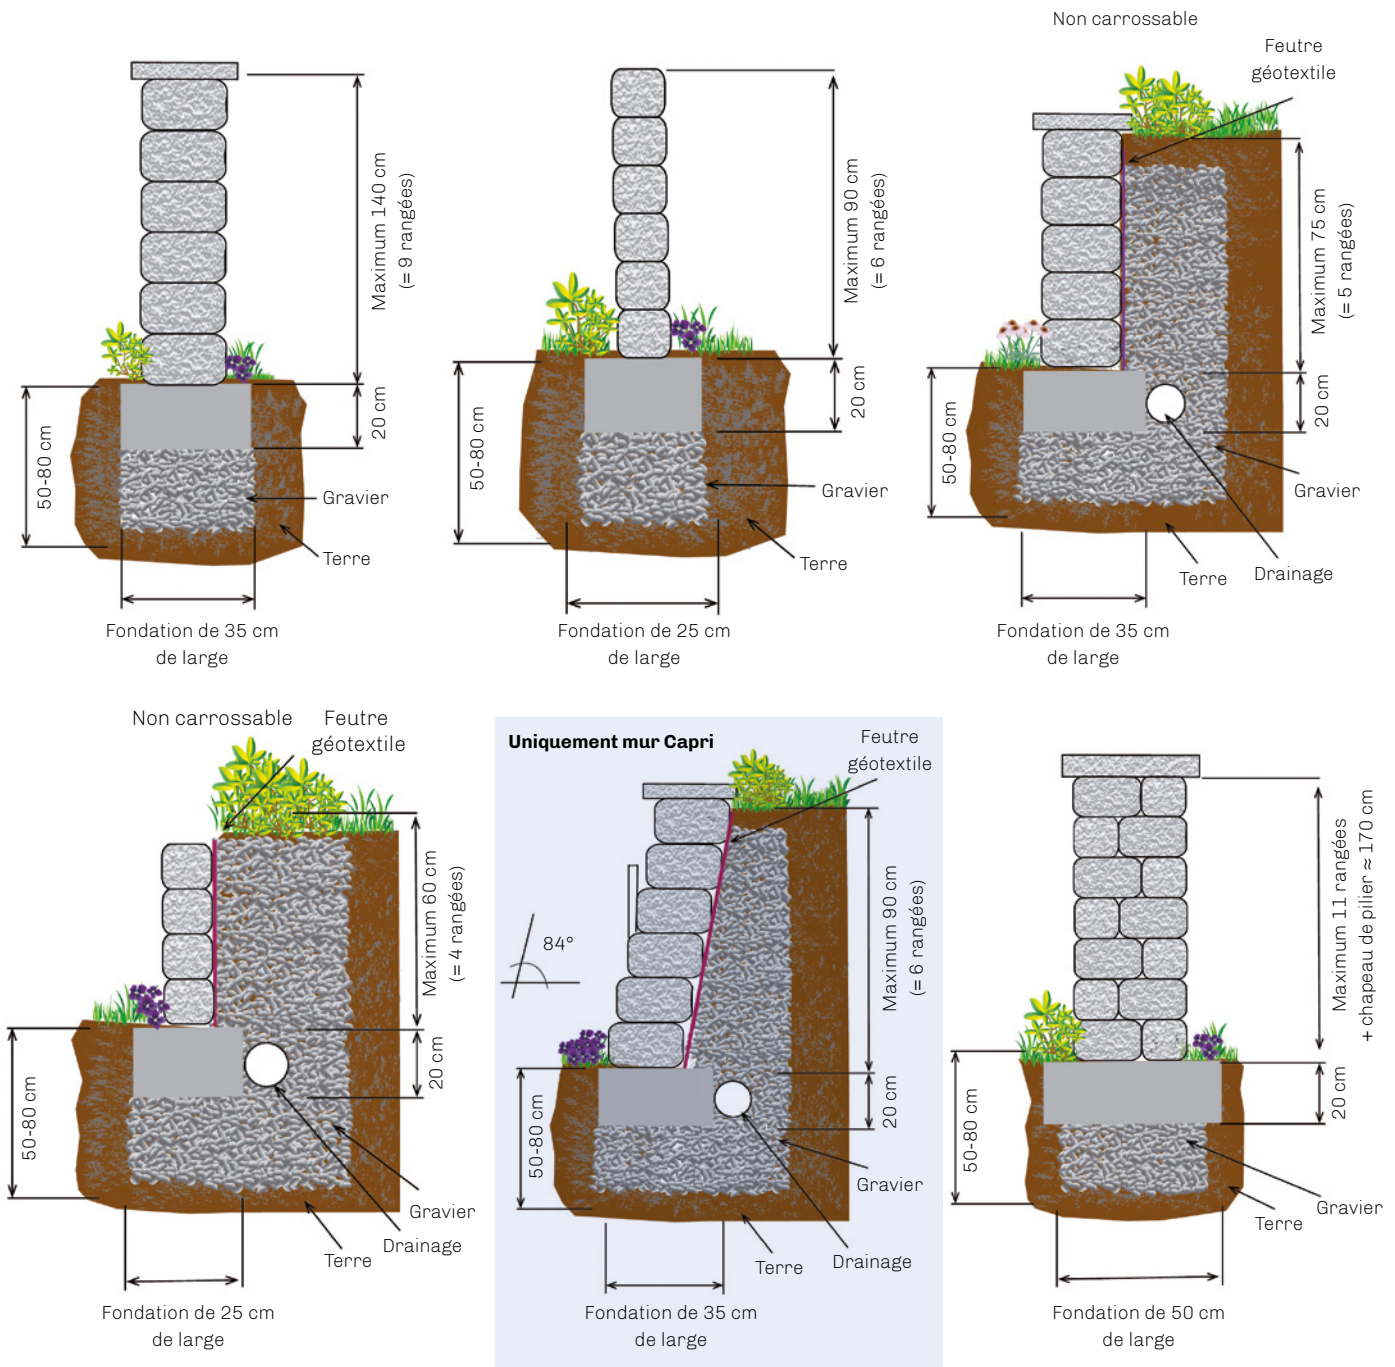 Maximum 140 cm
(= 9 rangées)
20 cm
50-80 cm
Gravier
Terre
Fondation de 35 cm
de large
Maximum 90 cm
(= 6 rangées)
20 cm
50-80 cm
Gravier
Terre
Fondation de 25 cm
de large
Non carrossable
Feutre
géotextile
Maximum 75 cm
(= 5 rangées)
20 cm
50-80 cm
Gravier
Terre
Drainage
Fondation de 35 cm
de large
Non carrossable
Feutre
géotextile
Maximum 60 cm
(= 4 rangées)
20 cm
50-80 cm
Gravier
Drainage
Terre
Fondation de 25 cm
de large
Uniquement mur Capri
Feutre
géotextile
84°
Maximum 90 cm
(= 6 rangées)
20 cm
50-80 cm
Gravier
Drainage
Terre
Fondation de 35 cm
de large
Maximum 11 rangées
+ chapeau de pilier ≈ 170 cm
20 cm
50-80 cm
Gravier
Terre
Fondation de 50 cm
de large